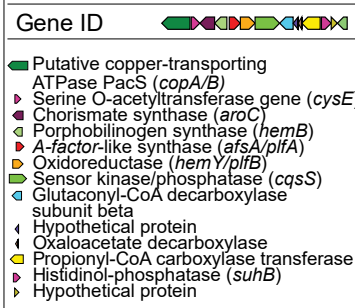 Gene ID
Putative copper-transporting
ATPase PacS (copA/B)
Serine O-acetyltransferase gene (cysE)
Chorismate synthase (aroC)
Porphobilinogen synthase (hemB)
A-factor-like synthase (afsA/plfA)
Oxidoreductase (hemY/plfB)
Sensor kinase/phosphatase (cqsS)
Glutaconyl-CoA decarboxylase
subunit beta
Hypothetical protein
Oxaloacetate decarboxylase
Propionyl-CoA carboxylase transferase
Histidinol-phosphatase (suhB)
Hypothetical protein